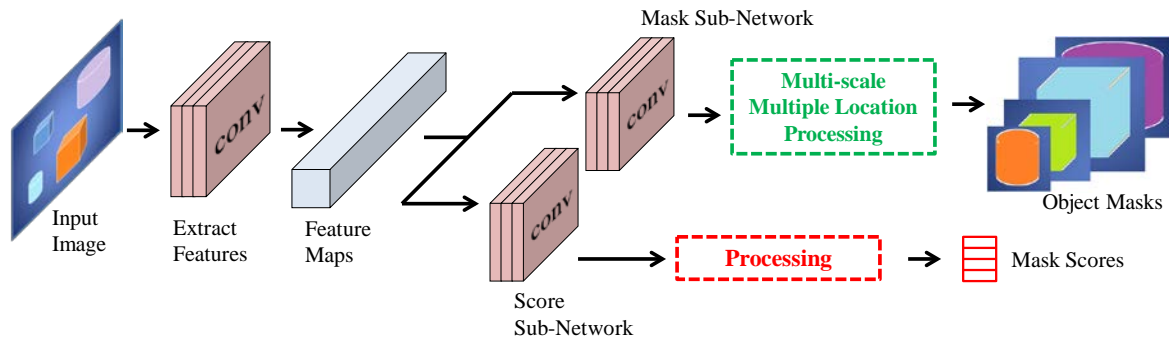 Mask Sub-Network
conv
conv
Multi-scale
Multiple Location
Processing
Input
Image
Extract
Features
Feature
Maps
conv
Object Masks
Processing
Mask Scores
Score
Sub-Network